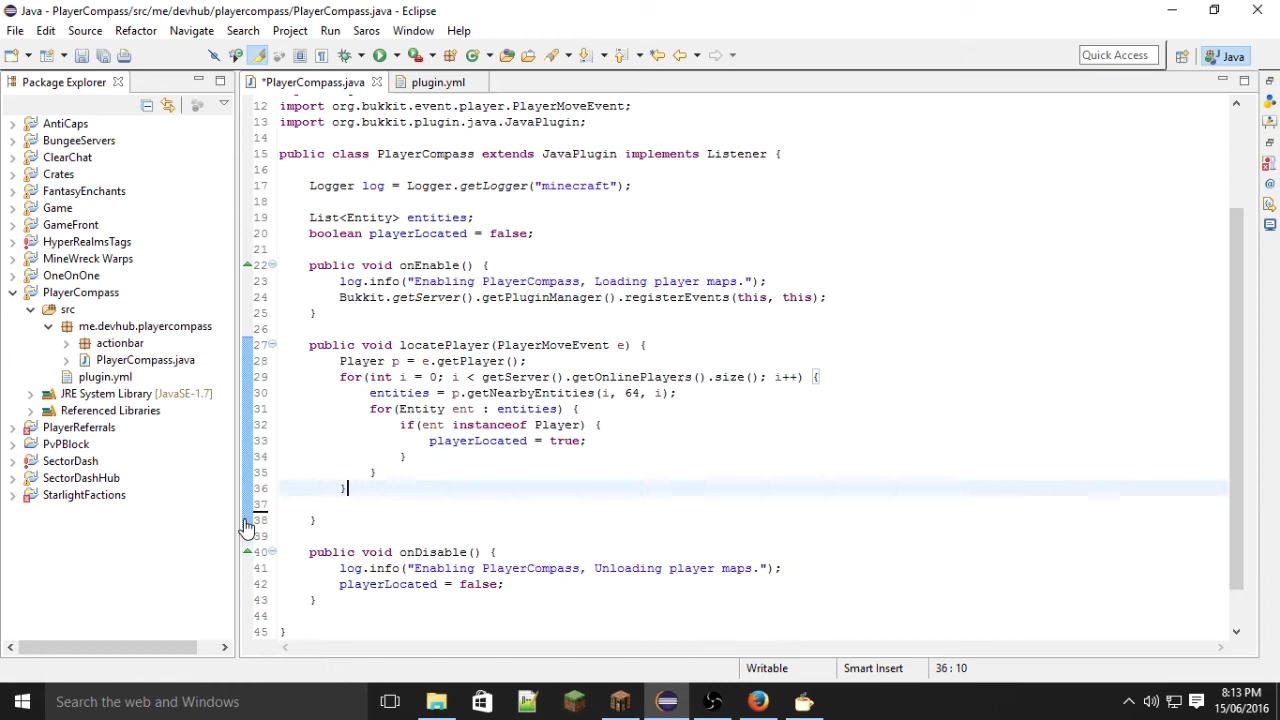 Java - PlayerCompass/src/me/devhub/playercompass/PlayerCompass.java - Eclipse
File Edit Source Refactor Navigate Search Project Run Saros Window Help
Quick Access
Java
Package Explorer
*PlayerCompass.java
plugin.yml
AntiCaps
BungeeServers
ClearChat
Crates
FantasyEnchants
Game
GameFront
HyperRealmsTags
MineWreck Warps
OneOnOne
PlayerCompass
src
me.devhub.playercompass
actionbar
PlayerCompass.java
plugin.yml
JRE System Library [JavaSE-1.7]
Referenced Libraries
PlayerReferrals
PvPBlock
SectorDash
SectorDashHub
StarlightFactions
12 import org.bukkit.event.player.PlayerMoveEvent;
13 import org.bukkit.plugin.java.JavaPlugin;
14
15 public class PlayerCompass extends JavaPlugin implements Listener {
16
17 Logger log = Logger.getLogger("minecraft");
18
19 List<Entity> entities;
20 boolean playerLocated = false;
21
22 public void onEnable() {
23 log.info("Enabling PlayerCompass, Loading player maps.");
24 Bukkit.getServer().getPluginManager().registerEvents(this, this);
25 }
26
27 public void locatePlayer(PlayerMoveEvent e) {
28 Player p = e.getPlayer();
29 for(int i = 0; i < getServer().getOnlinePlayers().size(); i++) {
30 entities = p.getNearbyEntities(i, 64, i);
31 for(Entity ent : entities) {
32 if(ent instanceof Player) {
33 playerLocated = true;
34 }
35 }
36 }
37
38 }
39
40 public void onDisable() {
41 log.info("Enabling PlayerCompass, Unloading player maps.");
42 playerLocated = false;
43 }
44
45 }
Writable
Smart Insert
36 : 10
Search the web and Windows
8:13 PM
15/06/2016